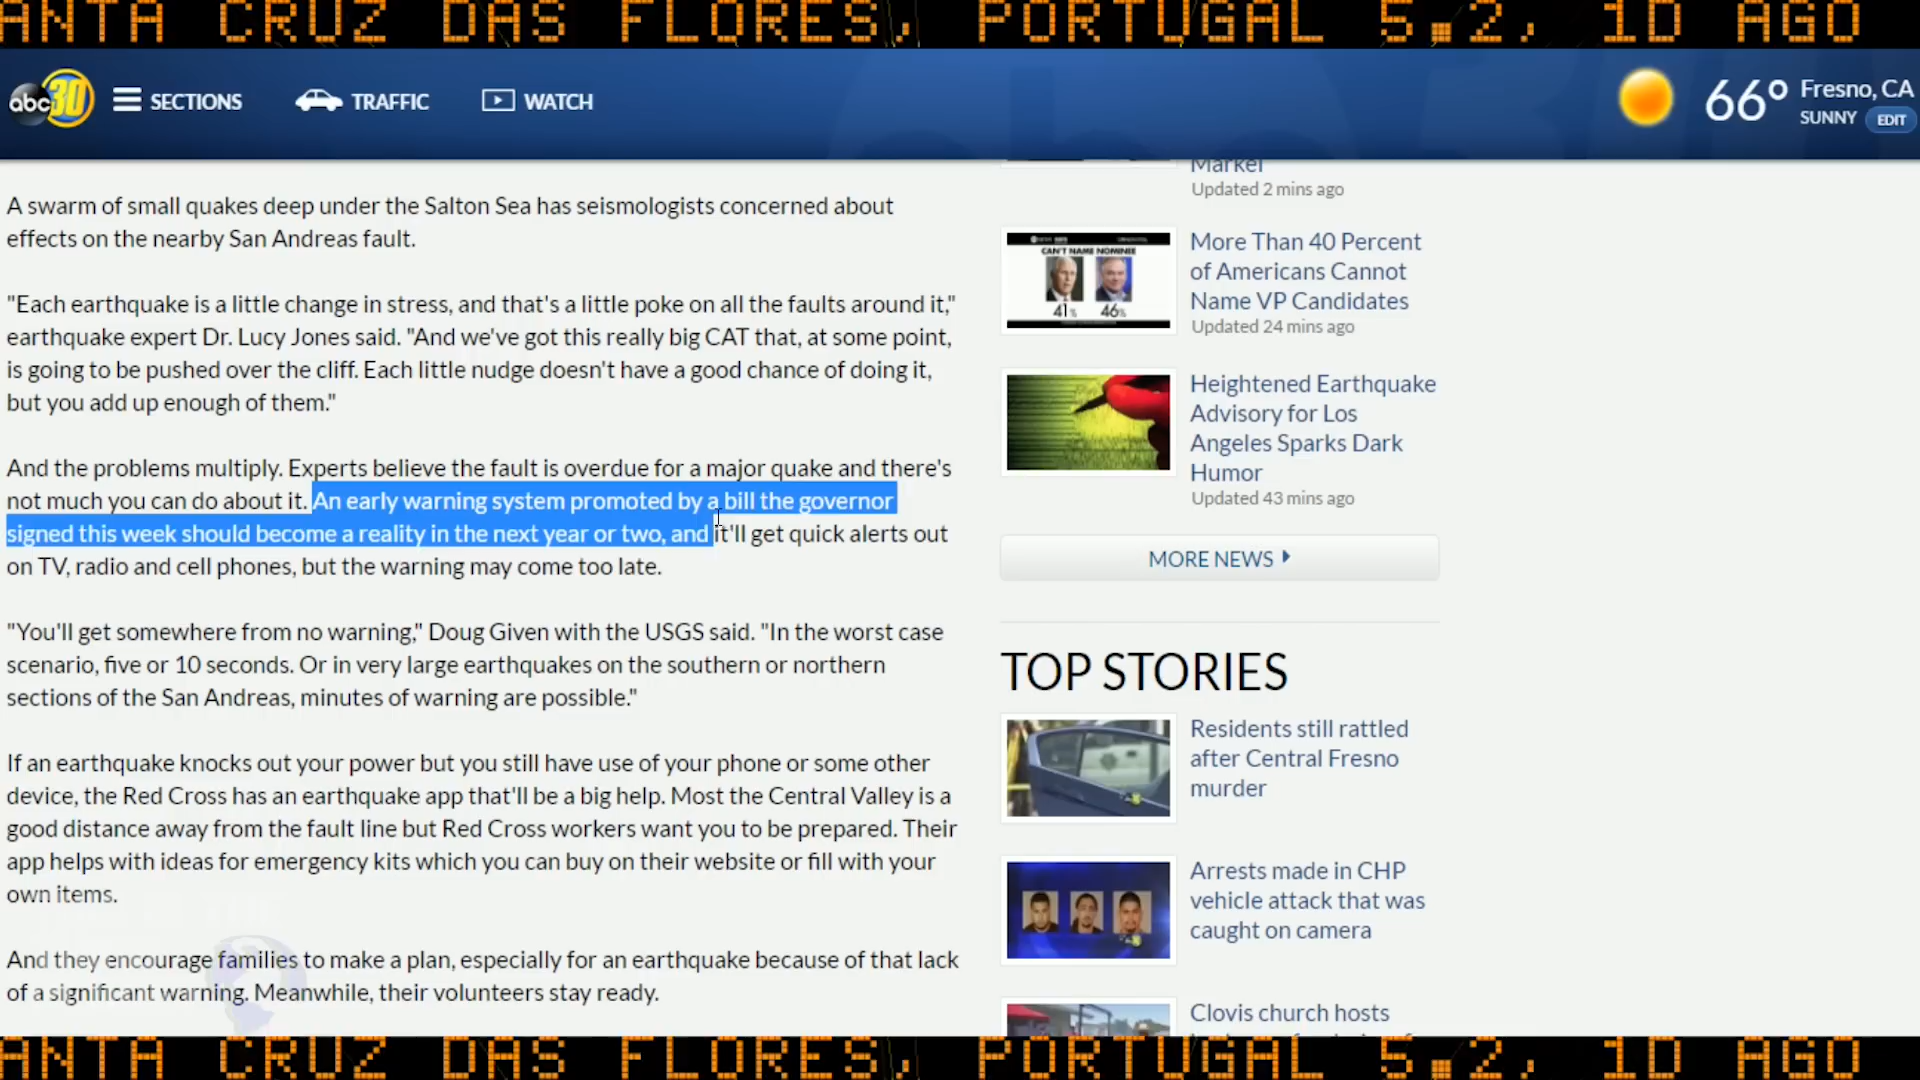 ANTA CRUZ DAS FLORES, PORTUGAL 5.2, 1D AGO
abc30
SECTIONS
TRAFFIC
WATCH
66°
Fresno, CA
SUNNY
EDIT
A swarm of small quakes deep under the Salton Sea has seismologists concerned about
effects on the nearby San Andreas fault.
"Each earthquake is a little change in stress, and that's a little poke on all the faults around it,"
earthquake expert Dr. Lucy Jones said. "And we've got this really big CAT that, at some point,
is going to be pushed over the cliff. Each little nudge doesn't have a good chance of doing it,
but you add up enough of them."
And the problems multiply. Experts believe the fault is overdue for a major quake and there's
not much you can do about it. An early warning system promoted by a bill the governor
signed this week should become a reality in the next year or two, and it'll get quick alerts out
on TV, radio and cell phones, but the warning may come too late.
"You'll get somewhere from no warning," Doug Given with the USGS said. "In the worst case
scenario, five or 10 seconds. Or in very large earthquakes on the southern or northern
sections of the San Andreas, minutes of warning are possible."
If an earthquake knocks out your power but you still have use of your phone or some other
device, the Red Cross has an earthquake app that'll be a big help. Most the Central Valley is a
good distance away from the fault line but Red Cross workers want you to be prepared. Their
app helps with ideas for emergency kits which you can buy on their website or fill with your
own items.
And they encourage families to make a plan, especially for an earthquake because of that lack
of a significant warning. Meanwhile, their volunteers stay ready.
Markel
Updated 2 mins ago
CAN'T NAME NOMINEE
41%
46%
More Than 40 Percent
of Americans Cannot
Name VP Candidates
Updated 24 mins ago
Heightened Earthquake
Advisory for Los
Angeles Sparks Dark
Humor
Updated 43 mins ago
MORE NEWS
TOP STORIES
Residents still rattled
after Central Fresno
murder
Arrests made in CHP
vehicle attack that was
caught on camera
Clovis church hosts
ANTA CRUZ DAS FLORES, PORTUGAL 5.2, 1D AGO